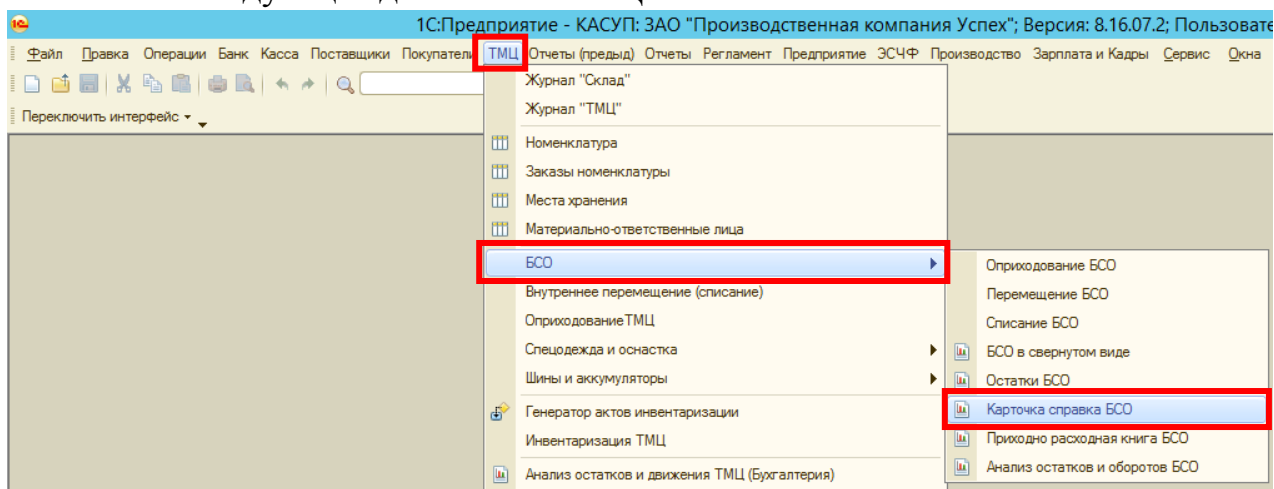 1С:Предприятие - КАСУП: ЗАО "Производственная компания Успех"; Версия: 8.16.07.2; Пользовате
Файл Правка Операции Банк Касса Поставщики Покупатели ТМЦ Отчеты (предыд) Отчеты Регламент Предприятие ЭСЧФ Производство Зарплата и Кадры Сервис Окна
Переключить интерфейс
Журнал "Склад"
Журнал "ТМЦ"
Номенклатура
Заказы номенклатуры
Места хранения
Материально-ответственные лица
БСО
Внутреннее перемещение (списание)
ОприходованиеТМЦ
Спецодежда и оснастка
Шины и аккумуляторы
Генератор актов инвентаризации
Инвентаризация ТМЦ
Анализ остатков и движения ТМЦ (Бухгалтерия)
Оприходование БСО
Перемещение БСО
Списание БСО
БСО в свернутом виде
Остатки БСО
Карточка справка БСО
Приходно расходная книга БСО
Анализ остатков и оборотов БСО